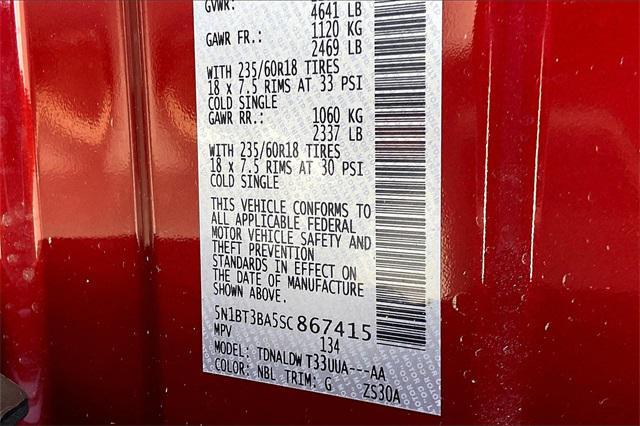 GVWR:
4641 LB
GAWR FR.: 1120 KG
2469 LB
WITH 235/60R18 TIRES
18 x 7.5 RIMS AT 33 PSI
COLD SINGLE
GAWR RR.: 1060 KG
2337 LB
WITH 235/60R18 TIRES
18 x 7.5 RIMS AT 30 PSI
COLD SINGLE
THIS VEHICLE CONFORMS TO
ALL APPLICABLE FEDERAL
MOTOR VEHICLE SAFETY AND
THEFT PREVENTION
STANDARDS IN EFFECT ON
THE DATE OF MANUFACTURE
SHOWN ABOVE.
5N1BT3BA5SC867415
MPV 134
MODEL: TDNALDW T33UUA---AA
COLOR: NBL TRIM: G ZS30A